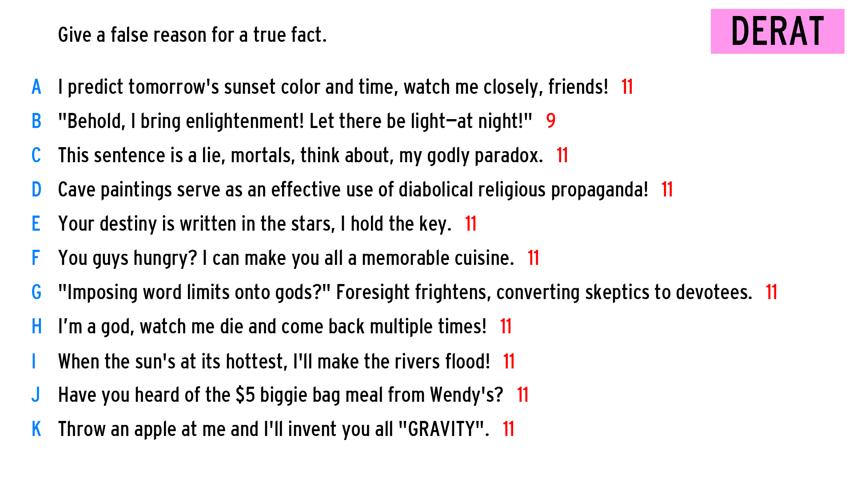 Give a false reason for a true fact.
DERAT
A I predict tomorrow's sunset color and time, watch me closely, friends! 11
B "Behold, I bring enlightenment! Let there be light—at night!" 9
C This sentence is a lie, mortals, think about, my godly paradox. 11
D Cave paintings serve as an effective use of diabolical religious propaganda! 11
E Your destiny is written in the stars, I hold the key. 11
F You guys hungry? I can make you all a memorable cuisine. 11
G "Imposing word limits onto gods?" Foresight frightens, converting skeptics to devotees. 11
H I'm a god, watch me die and come back multiple times! 11
I When the sun's at its hottest, I'll make the rivers flood! 11
J Have you heard of the $5 biggie bag meal from Wendy's? 11
K Throw an apple at me and I'll invent you all "GRAVITY". 11